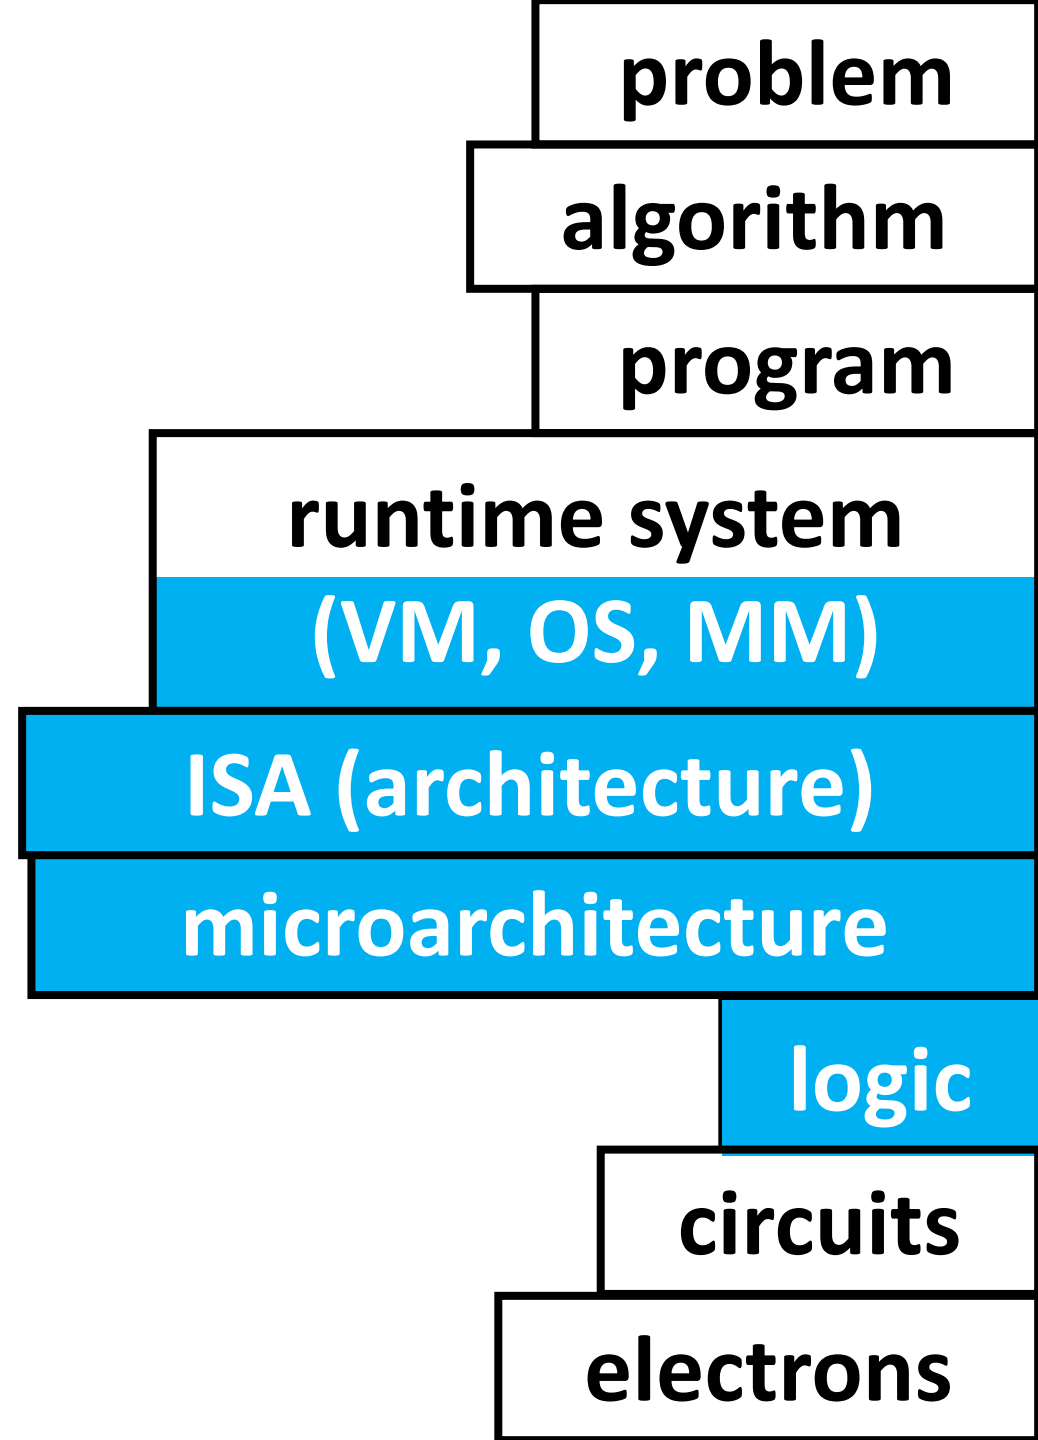 problem
algorithm
program
runtime system
(VM, OS, MM)
ISA (architecture)
microarchitecture
logic
circuits
electrons